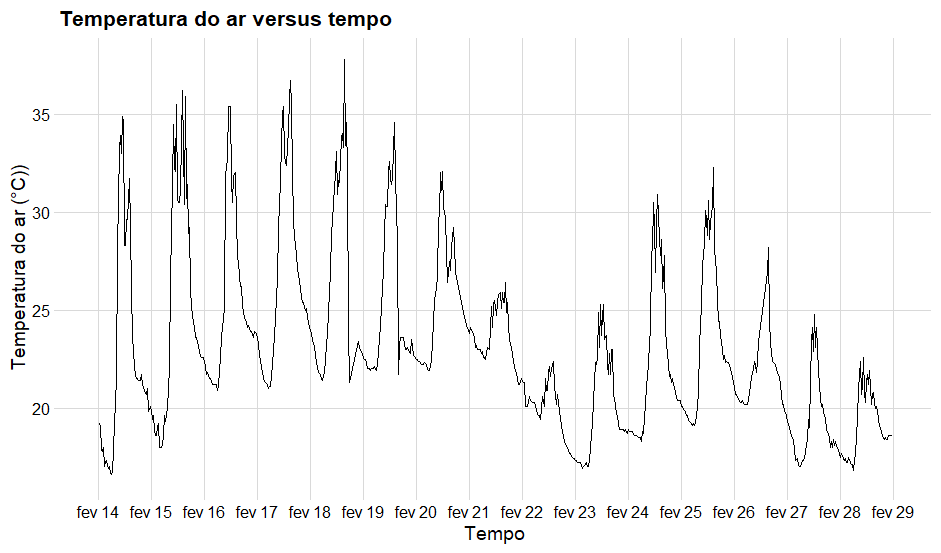 Temperatura do ar versus tempo
Temperatura do ar (°C))
35
30
25
20
fev 14 fev 15 fev 16 fev 17 fev 18 fev 19 fev 20 fev 21 fev 22 fev 23 fev 24 fev 25 fev 26 fev 27 fev 28 fev 29
Tempo